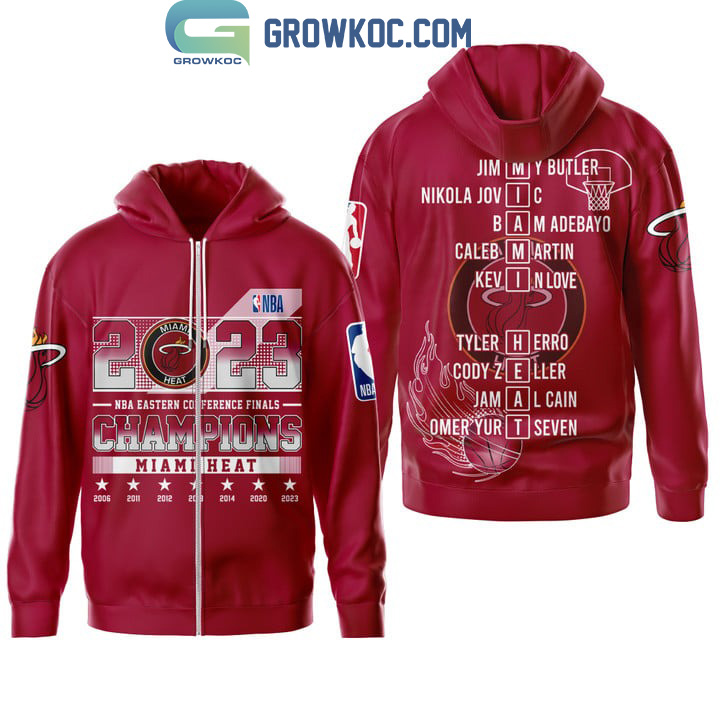 GROWKOC.COM
GROWKOC
NBA
2023
MIAMI
HEAT
NBA EASTERN CONFERENCE FINALS
CHAMPIONS
MIAMI HEAT
2006 2011 2012 2013 2014 2020 2023
NBA
JIMMY BUTLER
NIKOLA JOVIC
BAM ADEBAYO
CALEB MARTIN
KEVIN LOVE
TYLER HERRO
CODY ZELLER
JAMAL CAIN
OMER YURTSEVEN